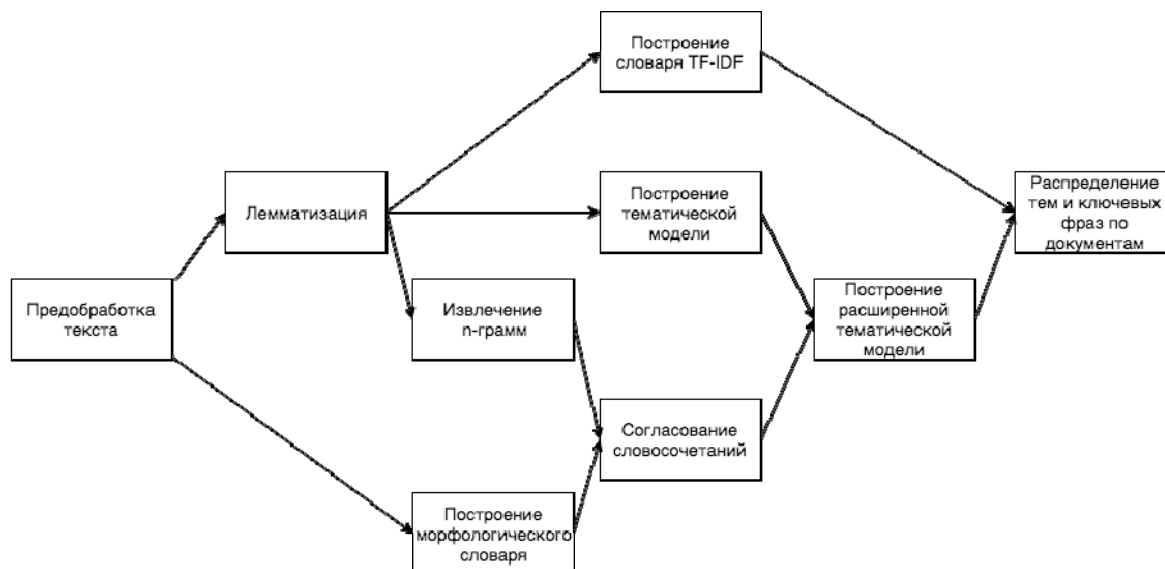 Построение
словаря TF-IDF
Лемматизация
Построение
тематической
модели
Распределение
тем и ключевых
фраз по
документам
Предобработка
текста
Извлечение
n-грамм
Построение
расширенной
тематической
модели
Согласование
словосочетаний
Построение
морфологического
словаря